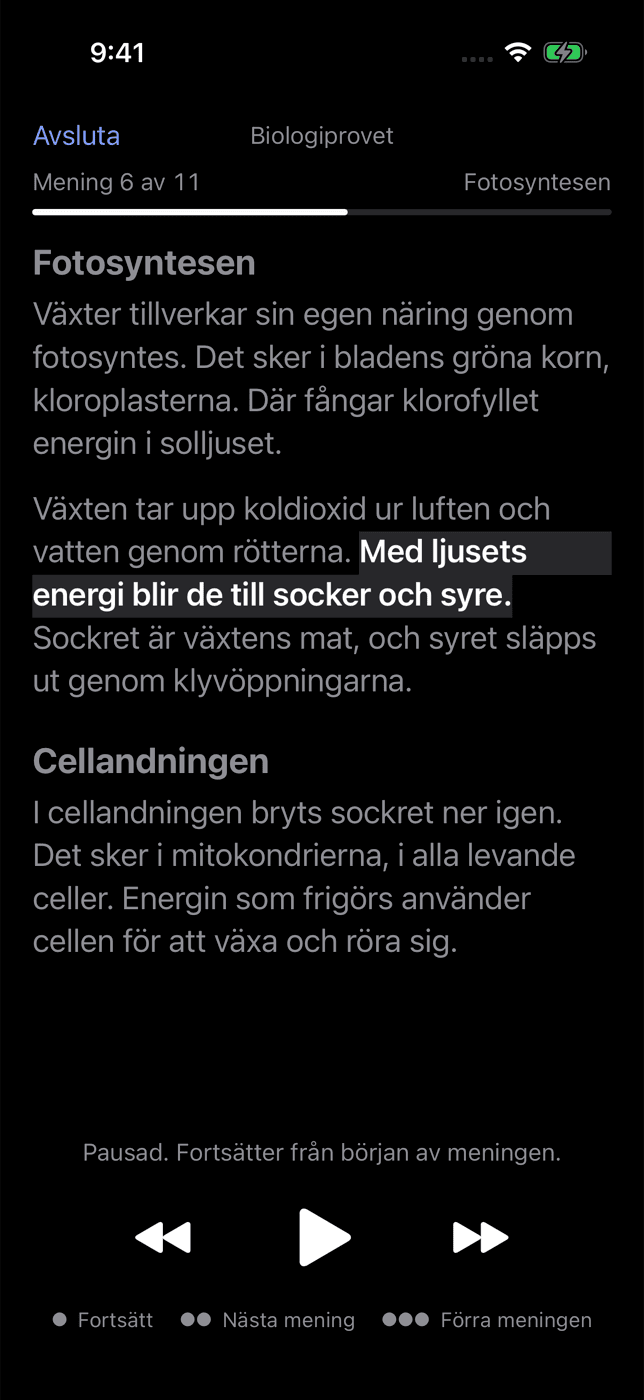 9:41
Avsluta
Biologiprovet
Mening 6 av 11
Fotosyntesen
Fotosyntesen
Växter tillverkar sin egen näring genom
fotosyntes. Det sker i bladens gröna korn,
kloroplasterna. Där fångar klorofyllet
energin i solljuset.
Växten tar upp koldioxid ur luften och
vatten genom rötterna. Med ljusets
energi blir de till socker och syre.
Sockret är växtens mat, och syret släpps
ut genom klyvöppningarna.
Cellandningen
I cellandningen bryts sockret ner igen.
Det sker i mitokondrierna, i alla levande
celler. Energin som frigörs använder
cellen för att växa och röra sig.
Pausad. Fortsätter från början av meningen.
Fortsätt
Nästa mening
Förra meningen